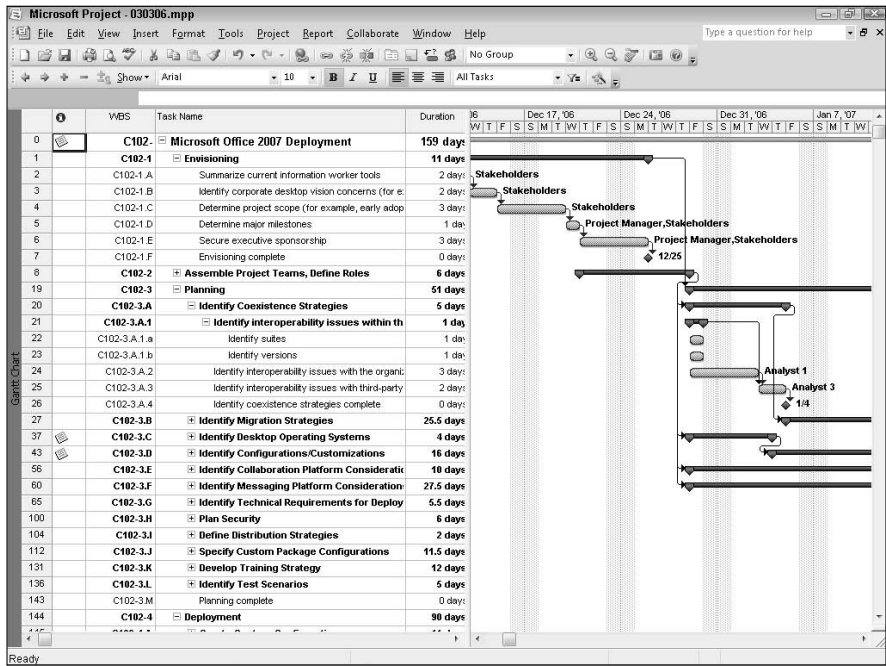 Microsoft Project - 030306.mpp
File Edit View Insert Format Tools Project Report Collaborate Window Help
Type a question for help
No Group
Show Arial 10 B I U All Tasks
WBS Task Name Duration
'06 Dec 17, '06 Dec 24, '06 Dec 31, '06 Jan 7, '07
W T F S S M T W T F S S M T W T F S S M T W T F S S M T W
0 C102- Microsoft Office 2007 Deployment 159 days
1 C102-1 Envisioning 11 days
2 C102-1.A Summarize current information worker tools 2 days Stakeholders
3 C102-1.B Identify corporate desktop vision concerns (for e: 2 days Stakeholders
4 C102-1.C Determine project scope (for example, early adop 3 days Stakeholders
5 C102-1.D Determine major milestones 1 day Project Manager,Stakeholders
6 C102-1.E Secure executive sponsorship 3 days Project Manager,Stakeholders
7 C102-1.F Envisioning complete 0 days 12/25
8 C102-2 Assemble Project Teams, Define Roles 6 days
19 C102-3 Planning 51 days
20 C102-3.A Identify Coexistence Strategies 5 days
21 C102-3.A.1 Identify interoperability issues within th 1 day
22 C102-3.A.1.a Identify suites 1 day
23 C102-3.A.1.b Identify versions 1 day
24 C102-3.A.2 Identify interoperability issues with the organiz 3 days Analyst 1
25 C102-3.A.3 Identify interoperability issues with third-party 2 days Analyst 3
26 C102-3.A.4 Identify coexistence strategies complete 0 days 1/4
27 C102-3.B Identify Migration Strategies 25.5 days
37 C102-3.C Identify Desktop Operating Systems 4 days
43 C102-3.D Identify Configurations/Customizations 16 days
56 C102-3.E Identify Collaboration Platform Consideratic 10 days
60 C102-3.F Identify Messaging Platform Consideration: 27.5 days
65 C102-3.G Identify Technical Requirements for Deploy 5.5 days
100 C102-3.H Plan Security 6 days
104 C102-3.I Define Distribution Strategies 2 days
112 C102-3.J Specify Custom Package Configurations 11.5 days
131 C102-3.K Develop Training Strategy 12 days
136 C102-3.L Identify Test Scenarios 5 days
143 C102-3.M Planning complete 0 days
144 C102-4 Deployment 90 days
Gantt Chart
Ready